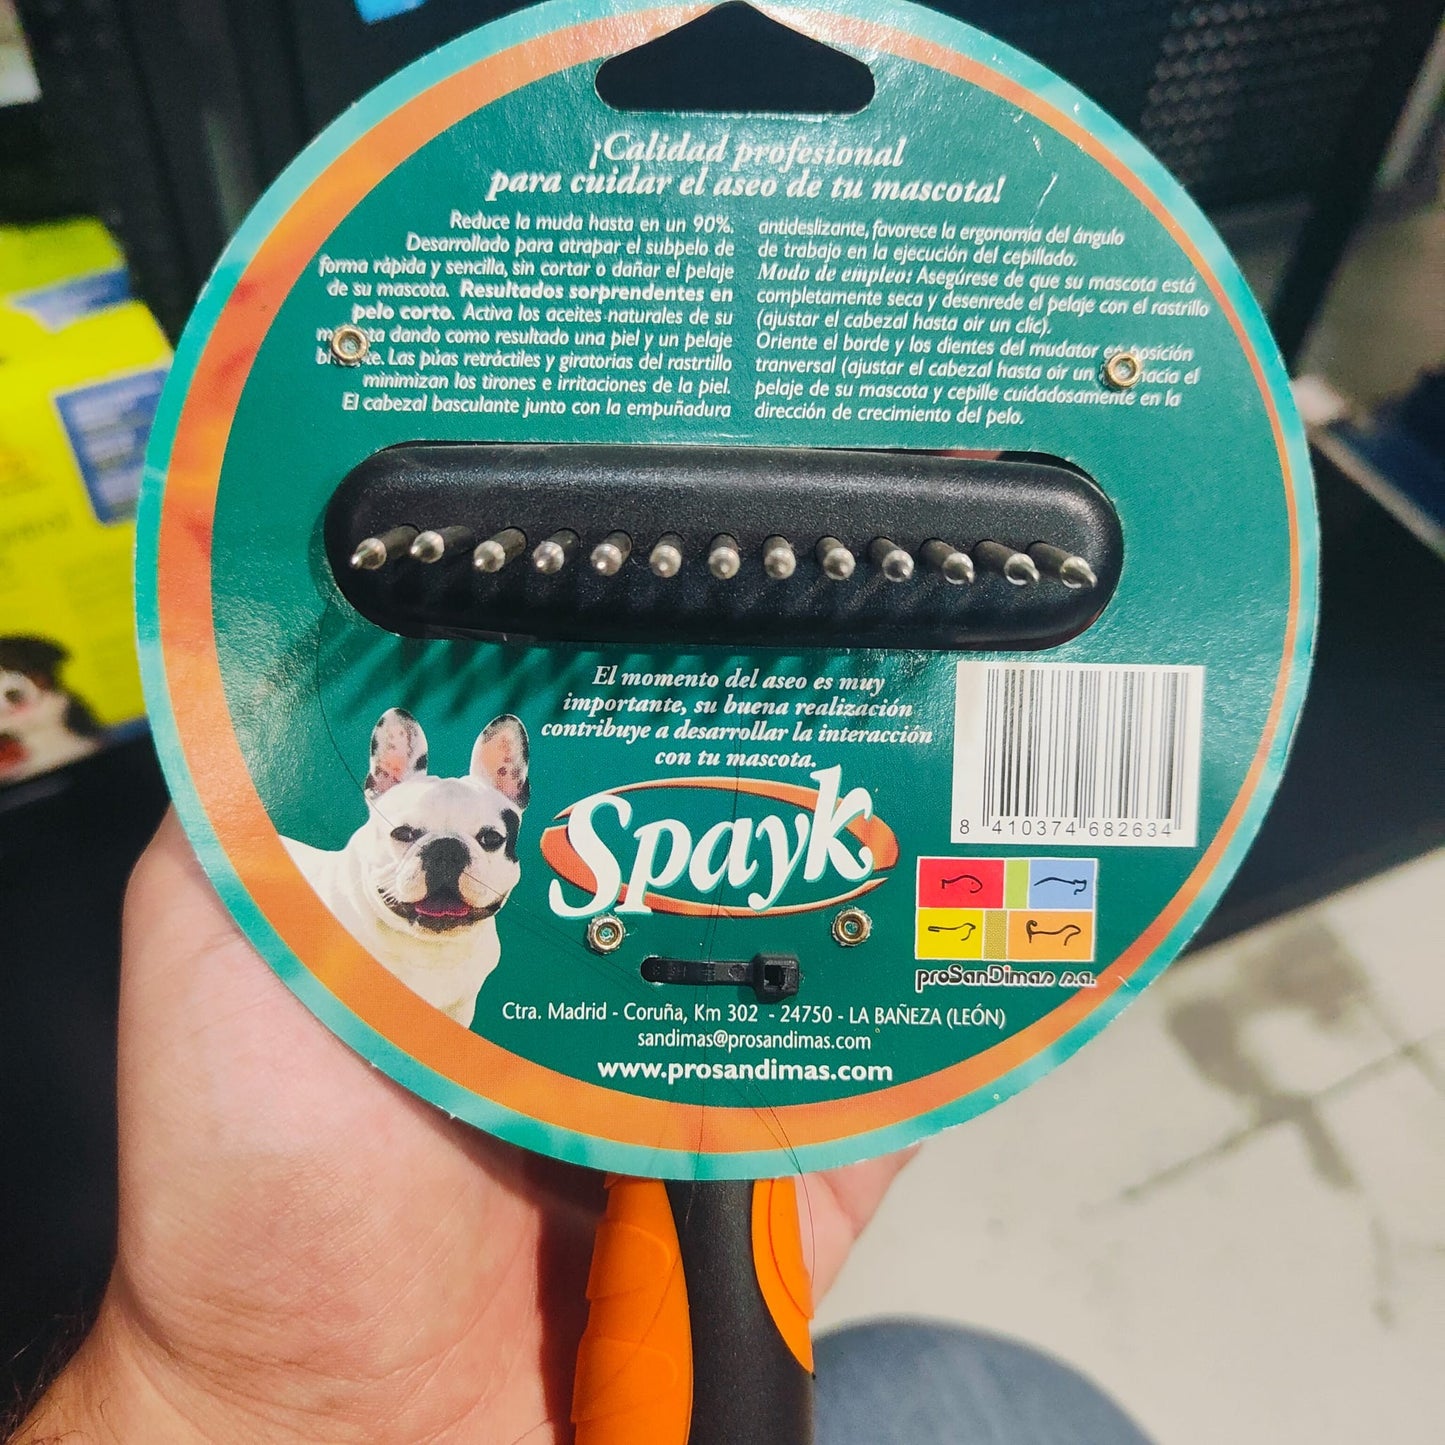 ¡Calidad profesional
para cuidar el aseo de tu mascota!
Reduce la muda hasta en un 90%.
Desarrollado para atrapar el subpelo de
forma rápida y sencilla, sin cortar o dañar el pelaje
de su mascota. Resultados sorprendentes en
pelo corto. Activa los aceites naturales de su
dando como resultado una piel y un pelaje
Las púas retráctiles y giratorias del rastrtillo
minimizan los tirones e irritaciones de la piel.
El cabezal basculante junto con la empuñadura
antideslizante, favorece la ergonomía del ángulo
de trabajo en la ejecución del cepillado.
Modo de empleo: Asegúrese de que su mascota está
completamente seca y desenrede el pelaje con el rastrillo
(ajustar el cabezal hasta oir un clic).
Oriente el borde y los dientes del mudator en posición
tranversal (ajustar el cabezal hasta oir un hacia el
pelaje de su mascota y cepille cuidadosamente en la
dirección de crecimiento del pelo.
El momento del aseo es muy
importante, su buena realización
contribuye a desarrollar la interacción
con tu mascota.
Spayk
8 410374 682634
proSanDimas s.a.
Ctra. Madrid - Coruña, Km 302 - 24750 - LA BAÑEZA (LEÓN)
sandimas@prosandimas.com
www.prosandimas.com